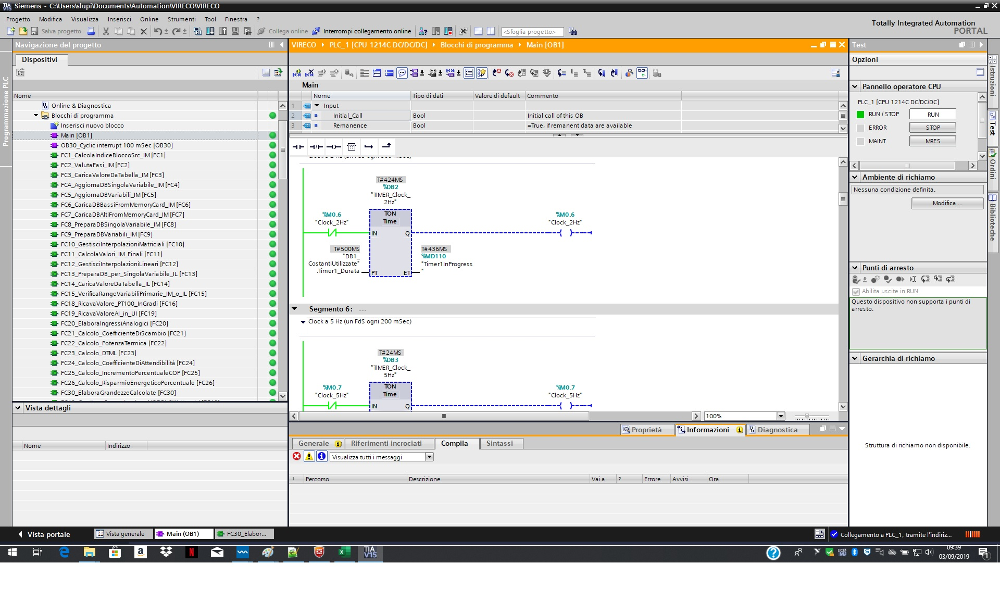 Siemens - C:\Users\slupi\Documents\Automation\VIRECO\VIRECO
Progetto Modifica Visualizza Inserisci Online Strumenti Tool Finestra ?
Salva progetto
Collega online
Interrompi collegamento online
<Sfoglia progetto>
Totally Integrated Automation
PORTAL
Programmazione PLC
Navigazione del progetto
Dispositivi
Nome
Online & Diagnostica
Blocchi di programma
Inserisci nuovo blocco
Main [OB1]
OB30_Cyclic interrupt 100 mSec [OB30]
FC1_CalcolaIndiceBloccoSrc_IM [FC1]
FC2_ValutaFasi_IM [FC2]
FC3_CaricaValoreDaTabella_IM [FC3]
FC4_AggiornaDBSingolaVariabile_IM [FC4]
FC5_AggiornaDBVariabili_IM [FC5]
FC6_CaricaDBBassiFromMemoryCard_IM [FC6]
FC7_CaricaDBAltiFromMemoryCard_IM [FC7]
FC8_PreparaDBSingolaVariabile_IM [FC8]
FC9_PreparaDBVariabili_IM [FC9]
FC10_GestisciInterpolazioniMatriciali [FC10]
FC11_CalcolaValori_IM_Finali [FC11]
FC12_GestisciInterpolazioniLineari [FC12]
FC13_PreparaDB_per_SingolaVariabile_IL [FC13]
FC14_CaricaValoreDaTabella_IL [FC14]
FC15_VerificaRangeVariabiliPrimarie_IM_o_IL [FC15]
FC18_RicavaValore_PT100_InGradi [FC16]
FC19_RicavaValoreAI_in_UI [FC19]
FC20_ElaboraIngressiAnalogici [FC20]
FC21_Calcolo_CoefficienteDiScambio [FC21]
FC22_Calcolo_PotenzaTermica [FC22]
FC23_Calcolo_DTML [FC23]
FC24_Calcolo_CoefficienteDiAttendibilità [FC24]
FC25_Calcolo_IncrementoPercentualeCOP [FC25]
FC26_Calcolo_RisparmioEnergeticoPercentuale [FC26]
FC30_ElaboraGrandezzeCalcolate [FC30]
Vista dettagli
Nome Indirizzo
VIRECO PLC_1 [CPU 1214C DC/DC/DC] Blocchi di programma Main [OB1]
Main
Nome Tipo di dati Valore di default Commento
1 Input
2 Initial_Call Bool Initial call of this OB
3 Remanence Bool =True, if remanent data are available
T#424MS
%DB2
"TIMER_Clock_
2Hz"
%M0.6
"Clock_2Hz"
TON
Time
IN Q
%M0.6
"Clock_2Hz"
T#500MS
"DB1_
CostantiUtilizzate"
.Timer1_Durata
PT ET
T#436MS
%MD110
"Timer1InProgress
"
Segmento 6: .....
Clock a 5 Hz (un FdS ogni 200 mSec)
T#24MS
%DB3
"TIMER_Clock_
5Hz"
%M0.7
"Clock_5Hz"
TON
Time
IN Q
%M0.7
"Clock_5Hz"
100%
Proprietà Informazioni Diagnostica
Generale Riferimenti incrociati Compila Sintassi
Visualizza tutti i messaggi
! Percorso Descrizione Vai a ? Errore Avvisi Ora
Test
Opzioni
Pannello operatore CPU
PLC_1 [CPU 1214C DC/DC/DC]
RUN / STOP RUN
ERROR STOP
MAINT MRES
Ambiente di richiamo
Nessuna condizione definita.
Modifica ...
Punti di arresto
Abilita uscite in RUN
Questo dispositivo non supporta i punti di
arresto.
Gerarchia di richiamo
Struttura di richiamo non disponibile.
Istruzioni
Test
Ordini
Biblioteche
Vista portale
Vista generale
Main (OB1)
FC30_Elabor...
Collegamento a PLC_1, tramite l'indiriz...
TIA
V15
09:39
03/09/2019